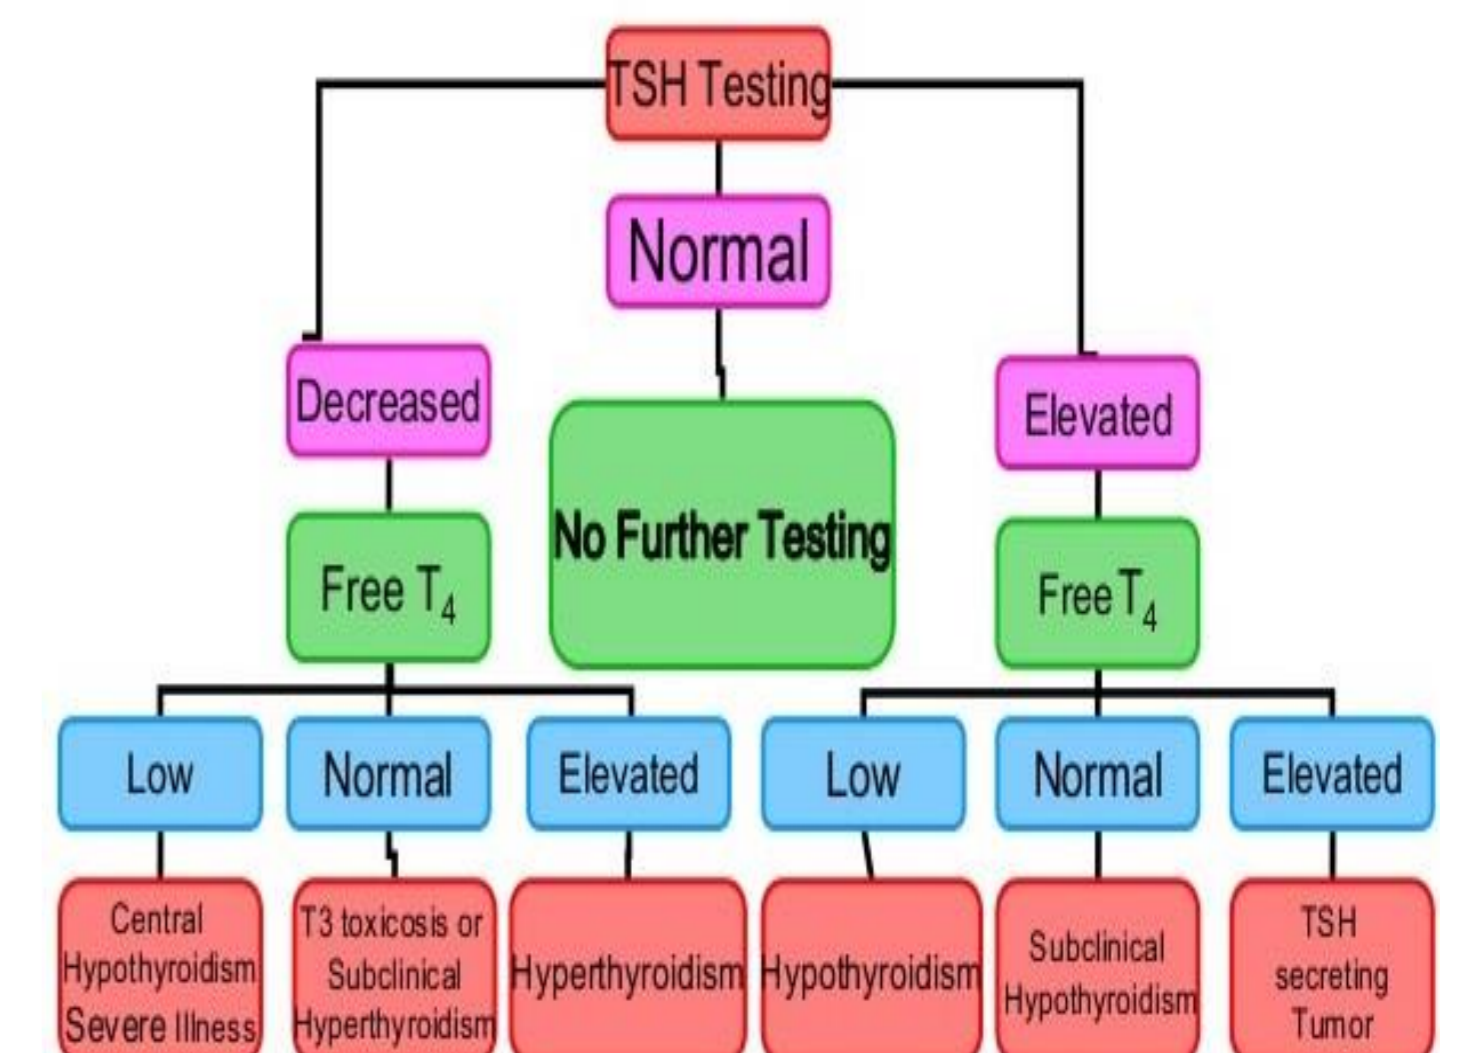 TSH Testing
Normal
Decreased
Elevated
No Further Testing
Free T4
Free T4
Low
Normal
Elevated
Low
Normal
Elevated
Central
Hypothyroidism
Severe Illness
T3 toxicosis or
Subclinical
Hyperthyroidism
Hyperthyroidism
Hypothyroidism
Subclinical
Hypothyroidism
TSH
secreting
Tumor